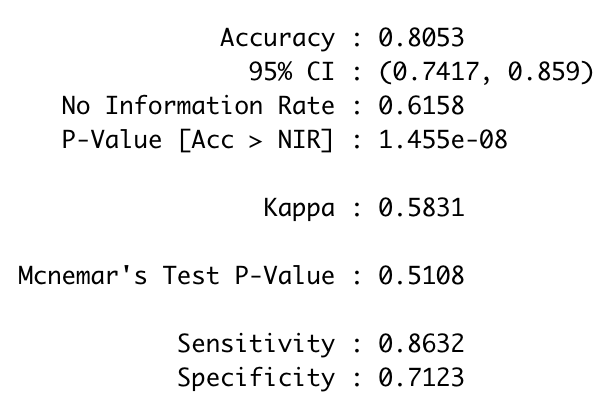 Accuracy : 0.8053
95% CI : (0.7417, 0.859)
No Information Rate : 0.6158
P-Value [Acc > NIR] : 1.455e-08
Kappa : 0.5831
Mcnemar's Test P-Value : 0.5108
Sensitivity : 0.8632
Specificity : 0.7123